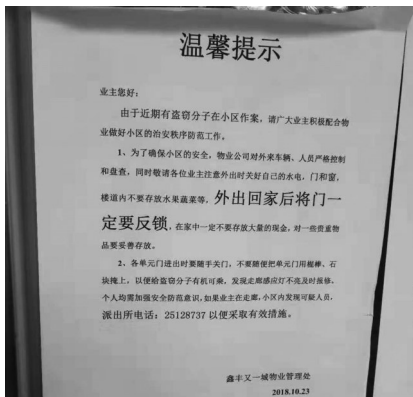 温馨提示
业主您好：
由于近期有盗窃分子在小区作案，请广大业主积极配合物
业做好小区的治安秩序防范工作。
1、为了确保小区的安全，物业公司对外来车辆、人员严格控制
和盘查，同时敬请各位业主注意外出时关好自己的水电，门和窗，
楼道内不要存放水果蔬菜等，外出回家后将门一
定要反锁，在家中一定不要存放大量的现金，对一些贵重物
品要妥善存放。
2、各单元门进出时要随手关门，不要随便把单元门用棍棒、石
块掩上，以便给盗窃分子有机可乘，发现走廊感应灯不亮及时报修，
个人均需加强安全防范意识，如果业主在走廊，小区内发现可疑人员，
派出所电话：25128737 以便采取有效措施。
鑫丰又一城物业管理处
2018.10.23